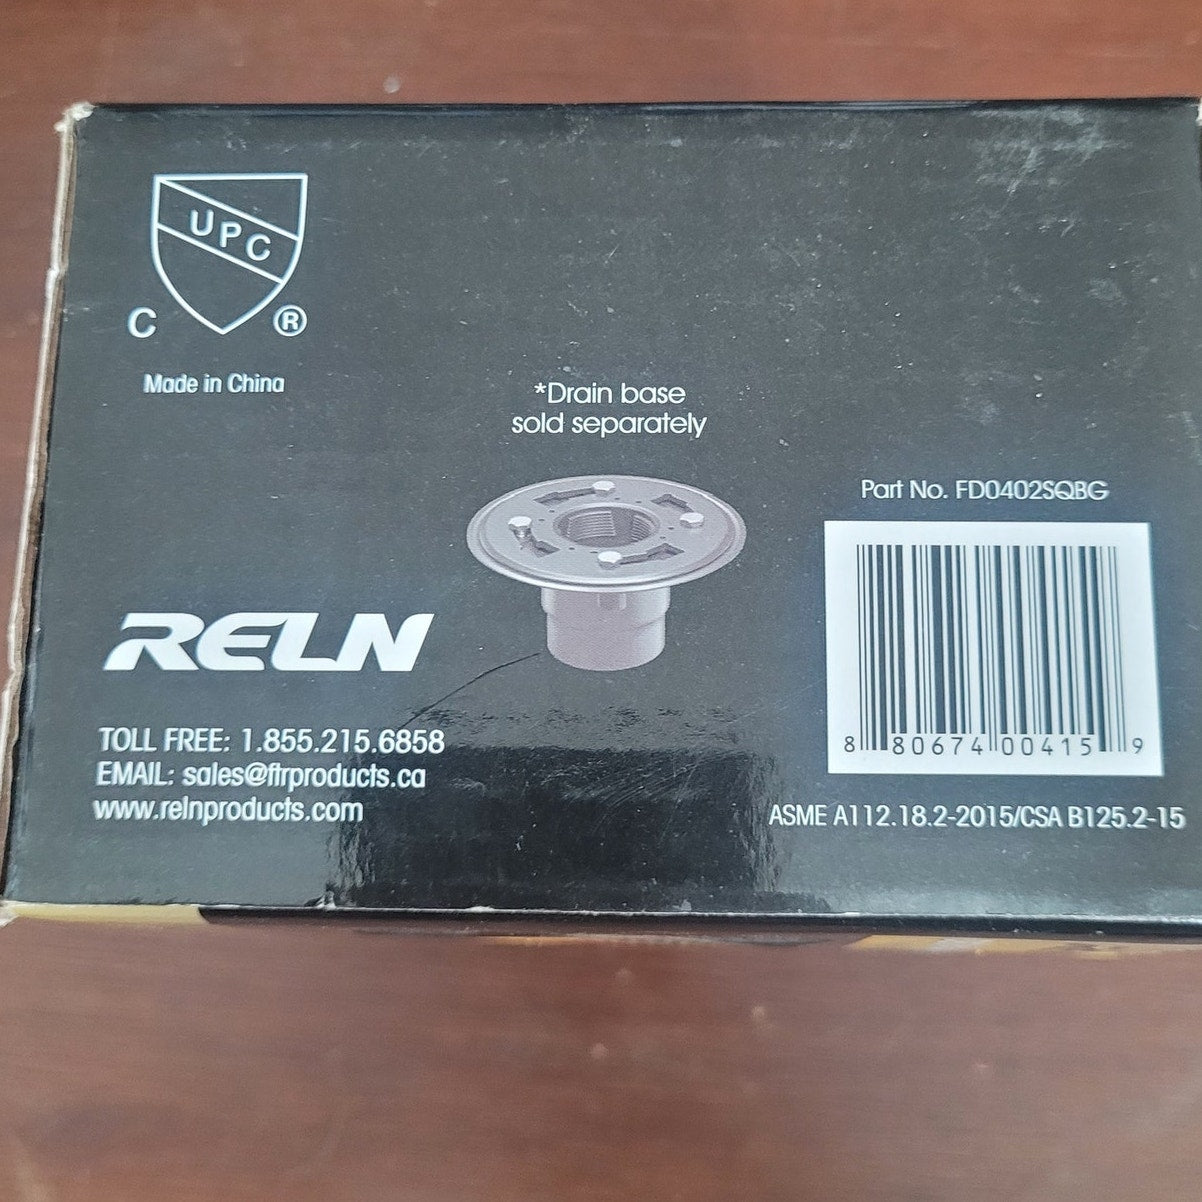 UPC
C ®
Made in China
*Drain base
sold separately
Part No. FD0402SQBG
RELN
TOLL FREE: 1.855.215.6858
EMAIL: sales@ftrproducts.ca
www.relnproducts.com
8 80674 00415 9
ASME A112.18.2-2015/CSA B125.2-15